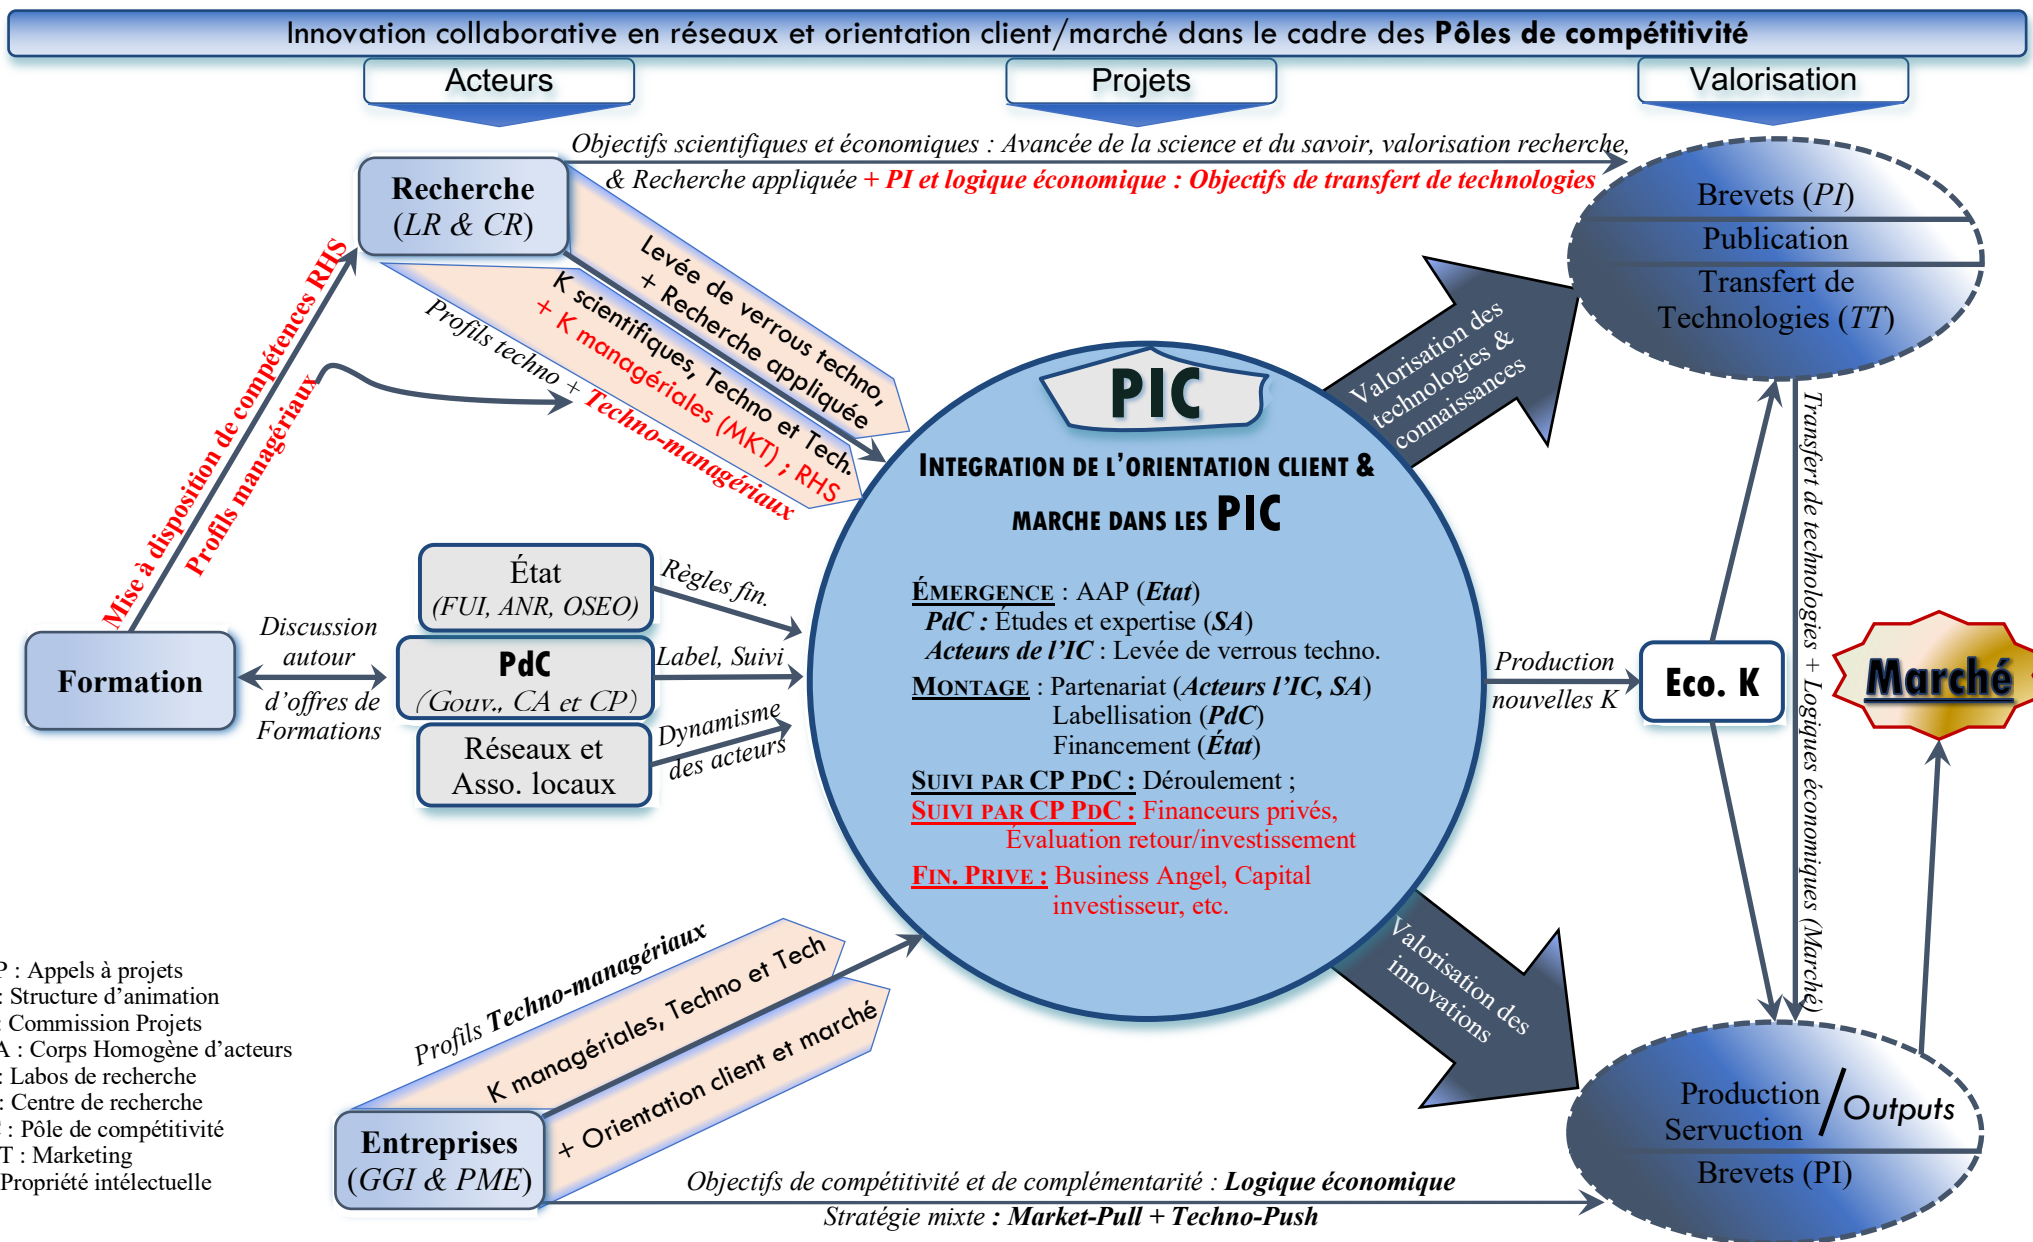 Innovation collaborative en réseaux et orientation client/marché dans le cadre des Pôles de compétitivité
Acteurs
Projets
Valorisation
Objectifs scientifiques et économiques : Avancée de la science et du savoir, valorisation recherche,
& Recherche appliquée + PI et logique économique : Objectifs de transfert de technologies
Recherche
(LR & CR)
Levée de verrous techno,
+ Recherche appliquée
K scientifiques, Techno et Tech.
+ K managériales (MKT) ; RHS
Profils techno + Techno-managériaux
Mise à disposition de compétences RHS
Profils managériaux
Formation
Discussion
autour
d'offres de
Formations
État
(FUI, ANR, OSEO)
Règles fin.
PdC
(Gouv., CA et CP)
Label, Suivi
Réseaux et
Asso. locaux
Dynamisme
des acteurs
PIC
INTEGRATION DE L'ORIENTATION CLIENT &
MARCHE DANS LES PIC
ÉMERGENCE : AAP (Etat)
PdC : Études et expertise (SA)
Acteurs de l'IC : Levée de verrous techno.
MONTAGE : Partenariat (Acteurs l'IC, SA)
Labellisation (PdC)
Financement (État)
SUIVI PAR CP PDC : Déroulement ;
SUIVI PAR CP PDC : Financeurs privés,
Évaluation retour/investissement
FIN. PRIVE : Business Angel, Capital
investisseur, etc.
Valorisation des
technologies &
connaissances
Brevets (PI)
Publication
Transfert de
Technologies (TT)
Production
nouvelles K
Eco. K
Transfert de technologies + Logiques économiques (Marché)
Marché
Valorisation des
innovations
Production
Servuction
/ Outputs
Brevets (PI)
Profils Techno-managériaux
K managériales, Techno et Tech
+ Orientation client et marché
Entreprises
(GGI & PME)
Objectifs de compétitivité et de complémentarité : Logique économique
Stratégie mixte : Market-Pull + Techno-Push
P : Appels à projets
: Structure d'animation
: Commission Projets
A : Corps Homogène d'acteurs
: Labos de recherche
: Centre de recherche
: Pôle de compétitivité
T : Marketing
Propriété intélectuelle